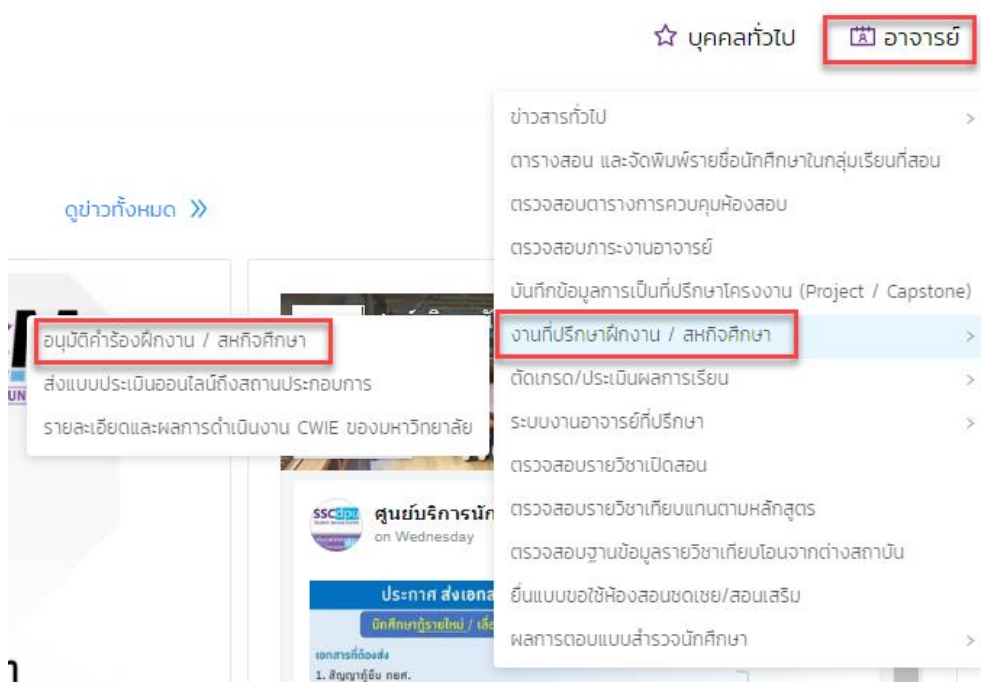 บุคคลทั่วไป
อาจารย์
ข่าวสารทั่วไป
ตารางสอน และจัดพิมพ์รายชื่อนักศึกษาในกลุ่มเรียนที่สอน
ดูข่าวทั้งหมด
ตรวจสอบตารางการควบคุมห้องสอบ
ตรวจสอบภาระงานอาจารย์
บันทึกข้อมูลการเป็นที่ปรึกษาโครงงาน (Project / Capstone)
งานที่ปรึกษาฝึกงาน / สหกิจศึกษา
อนุมัติคำร้องฝึกงาน / สหกิจศึกษา
ส่งแบบประเมินออนไลน์ถึงสถานประกอบการ
รายละเอียดและผลการดำเนินงาน CWIE ของมหาวิทยาลัย
ตัดเกรด/ประเมินผลการเรียน
ระบบงานอาจารย์ที่ปรึกษา
ตรวจสอบรายวิชาเปิดสอน
ตรวจสอบรายวิชาเทียบแทนตามหลักสูตร
ตรวจสอบฐานข้อมูลรายวิชาเทียบโอนจากต่างสถาบัน
ยื่นแบบขอใช้ห้องสอนชดเชย/สอนเสริม
ผลการตอบแบบสำรวจนักศึกษา
sscdpu
ศูนย์บริการนัก
on Wednesday
ประกาศ ส่งเอกส
นักศึกษากู้รายใหม่ / เลื่
เอกสารที่ต้องส่ง
1. สัญญากู้ยืม กยศ.